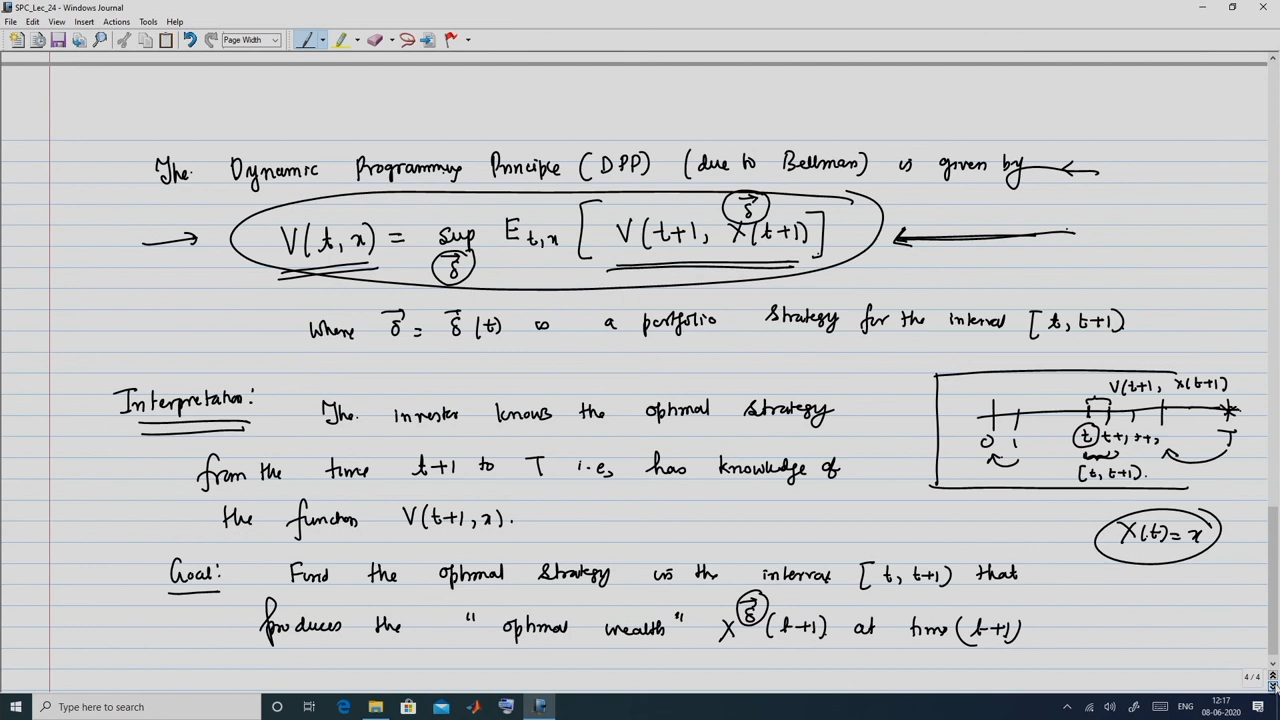 SPC_Lec_24 - Windows Journal
File Edit View Insert Actions Tools Help
Page Width
The Dynamic Programming Principle (DPP) (due to Bellman) is given by
V(t, x) = sup E t,x [ V(t+1, X(t+1)) ]
δ⃗
δ⃗
where δ⃗ = δ⃗(t) is a portfolio strategy for the interval [t, t+1).
Interpretation: The investor knows the optimal strategy
from the time t+1 to T i.e, has knowledge of
the function V(t+1, x).
V(t+1, X(t+1))
0 1 t t+1 T
[t, t+1).
X(t) = x
Goal: Find the optimal strategy in the interval [t, t+1) that
produces the "optimal wealth" X δ⃗ (t+1) at time (t+1)
4 / 4
Type here to search
ENG
12:17
08-06-2020